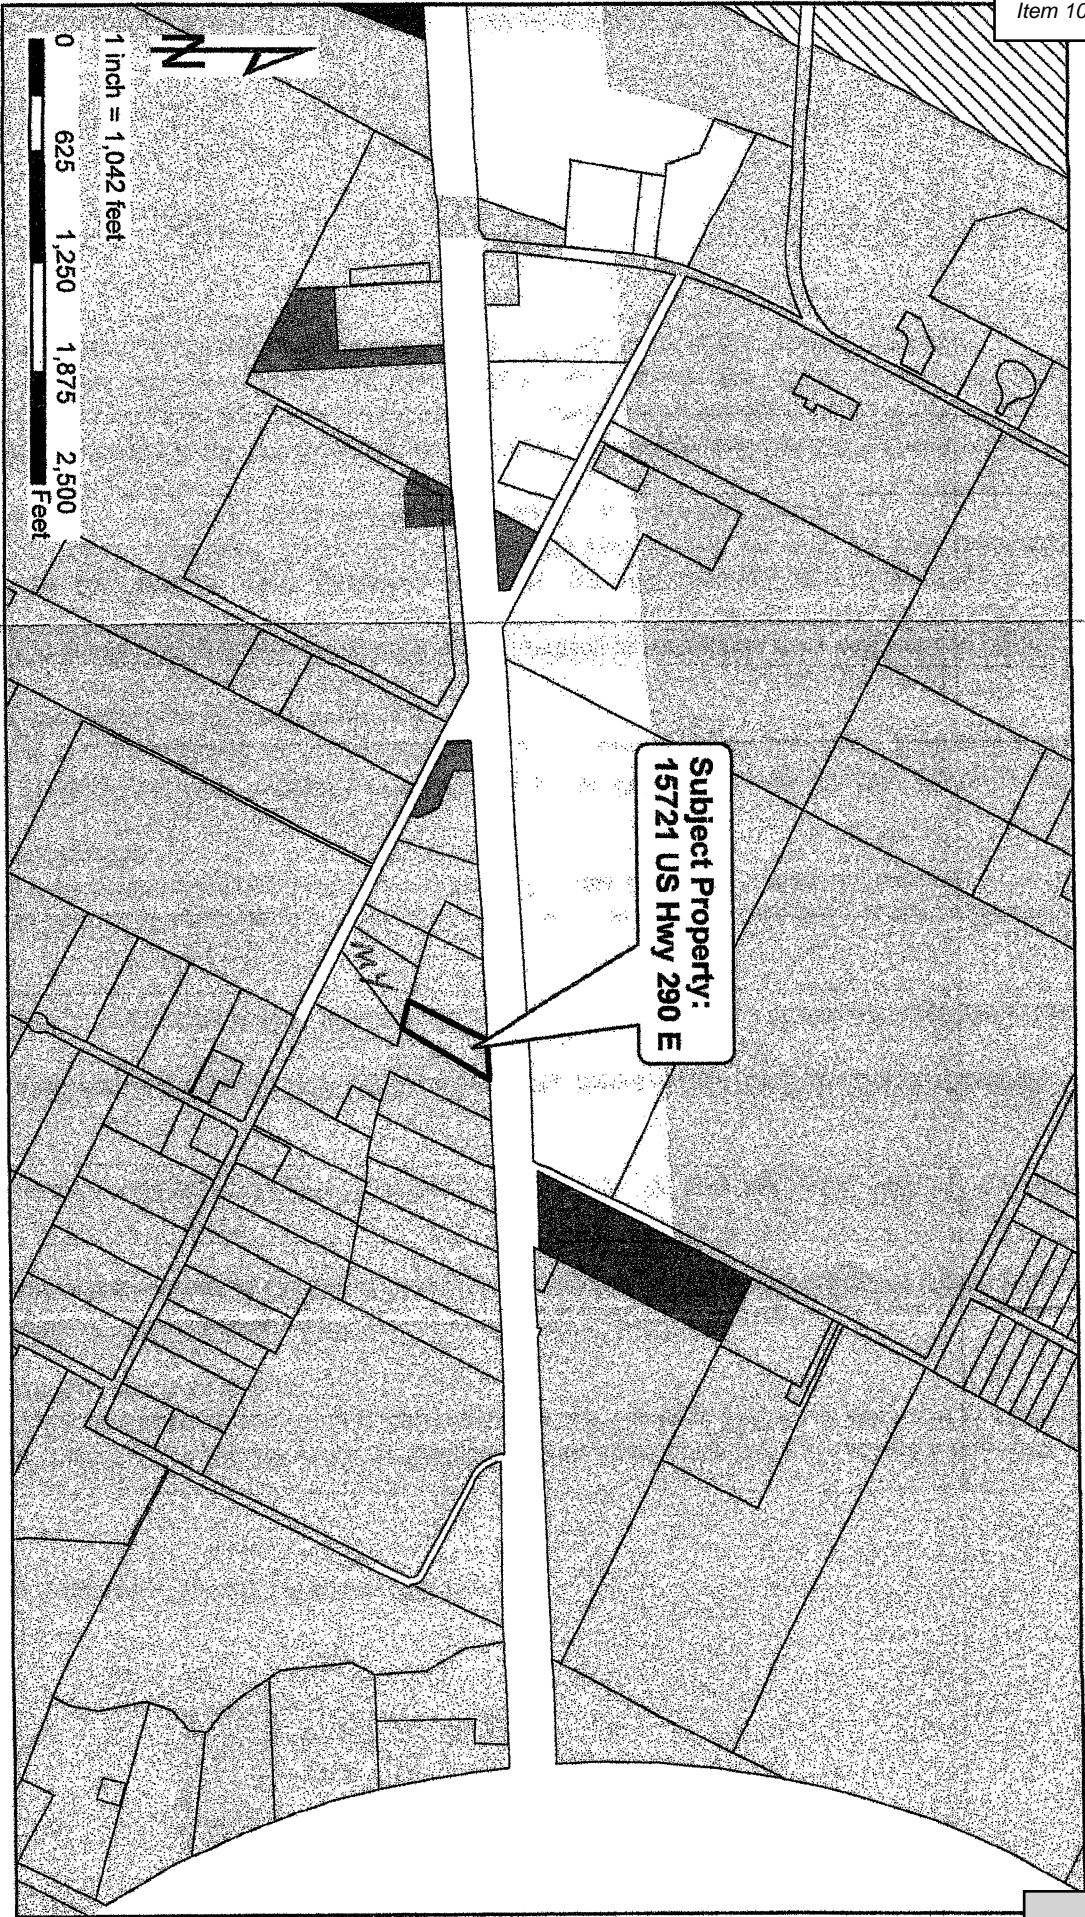 Item 10
Subject Property:
15721 US Hwy 290 E
N
1 inch = 1,042 feet
0 625 1,250 1,875 2,500
Feet